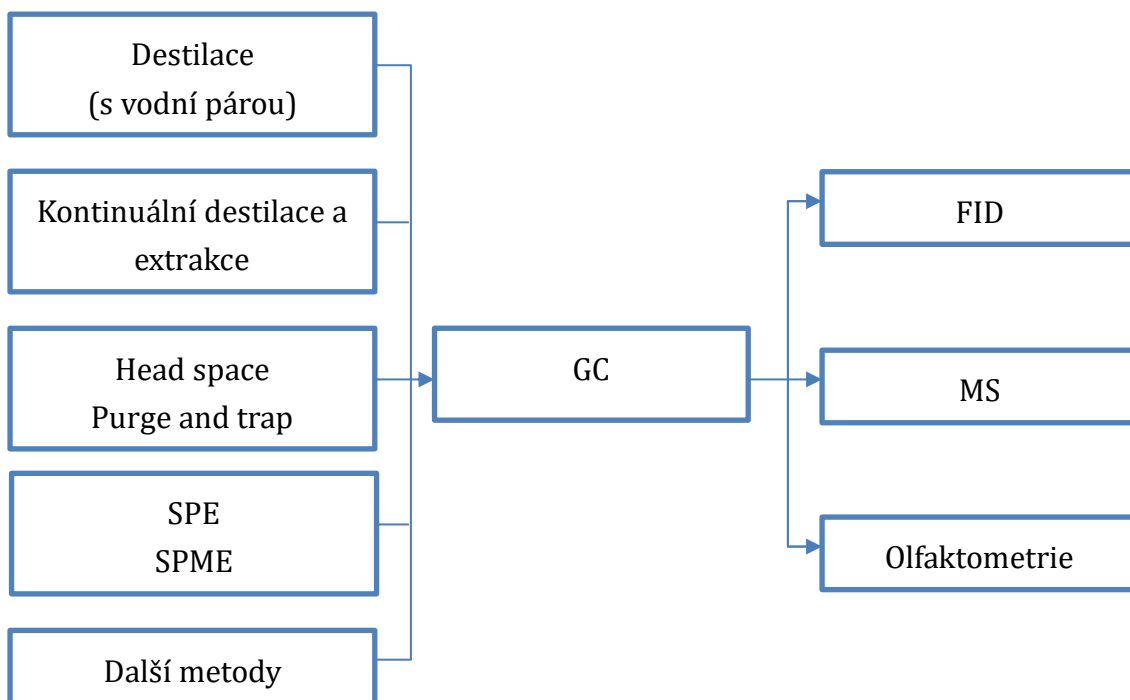 Destilace
(s vodní párou)
Kontinuální destilace a
extrakce
Head space
Purge and trap
SPE
SPME
Další metody
GC
FID
MS
Olfaktometrie